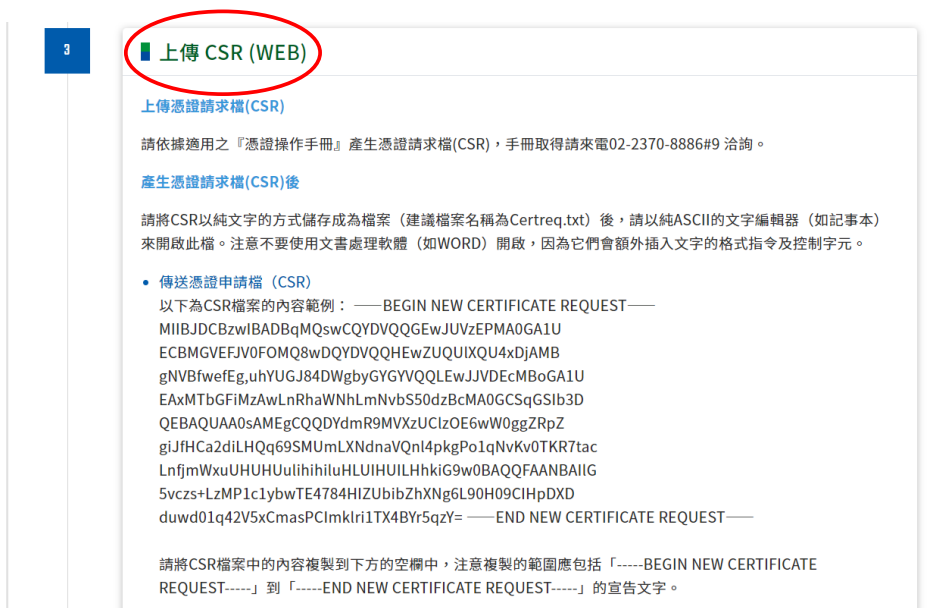 3
上傳 CSR (WEB)
上傳憑證請求檔(CSR)
請依據適用之『憑證操作手冊』產生憑證請求檔(CSR)，手冊取得請來電02-2370-8886#9 洽詢。
產生憑證請求檔(CSR)後
請將CSR以純文字的方式儲存成為檔案（建議檔案名稱為Certreq.txt）後，請以純ASCII的文字編輯器（如記事本）
來開啟此檔。注意不要使用文書處理軟體（如WORD）開啟，因為它們會額外插入文字的格式指令及控制字元。
• 傳送憑證申請檔（CSR）
以下為CSR檔案的內容範例： ——BEGIN NEW CERTIFICATE REQUEST——
MIIBJDCBzwIBADBqMQswCQYDVQQGEwJUVzEPMA0GA1U
ECBMGVEFJV0FOMQ8wDQYDVQQHEwZUQUlXQU4xDjAMB
gNVBfwefEg,uhYUGJ84DWgbyGYGYVQQLEwJJVDEcMBoGA1U
EAxMTbGFiMzAwLnRhaWNhLmNvbS50dzBcMA0GCSqGSIb3D
QEBAQUAA0sAMEgCQQDYdmR9MVXzUClzOE6wW0ggZRpZ
giJfHCa2diLHQq69SMUmLXNdnaVQnl4pkgPo1qNvKv0TKR7tac
LnfjmWxuUHUHUulihihiluHLUIHUILHhkiG9w0BAQQFAANBAIlG
5vczs+LzMP1c1ybwTE4784HIZUbibZhXNg6L90H09CIHpDXD
duwd01q42V5xCmasPCImklri1TX4BYr5qzY= ——END NEW CERTIFICATE REQUEST——
請將CSR檔案中的內容複製到下方的空欄中，注意複製的範圍應包括「-----BEGIN NEW CERTIFICATE
REQUEST-----」到「-----END NEW CERTIFICATE REQUEST-----」的宣告文字。